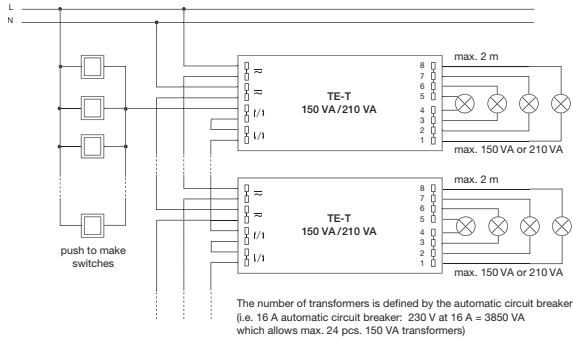 L
N
max. 2 m
TE-T
150 VA/210 VA
8
7
6
5
4
3
2
1
max. 150 VA or 210 VA
max. 2 m
TE-T
150 VA/210 VA
8
7
6
5
4
3
2
1
max. 150 VA or 210 VA
push to make
switches
The number of transformers is defined by the automatic circuit breaker
(i.e. 16 A automatic circuit breaker: 230 V at 16 A = 3850 VA
which allows max. 24 pcs. 150 VA transformers)